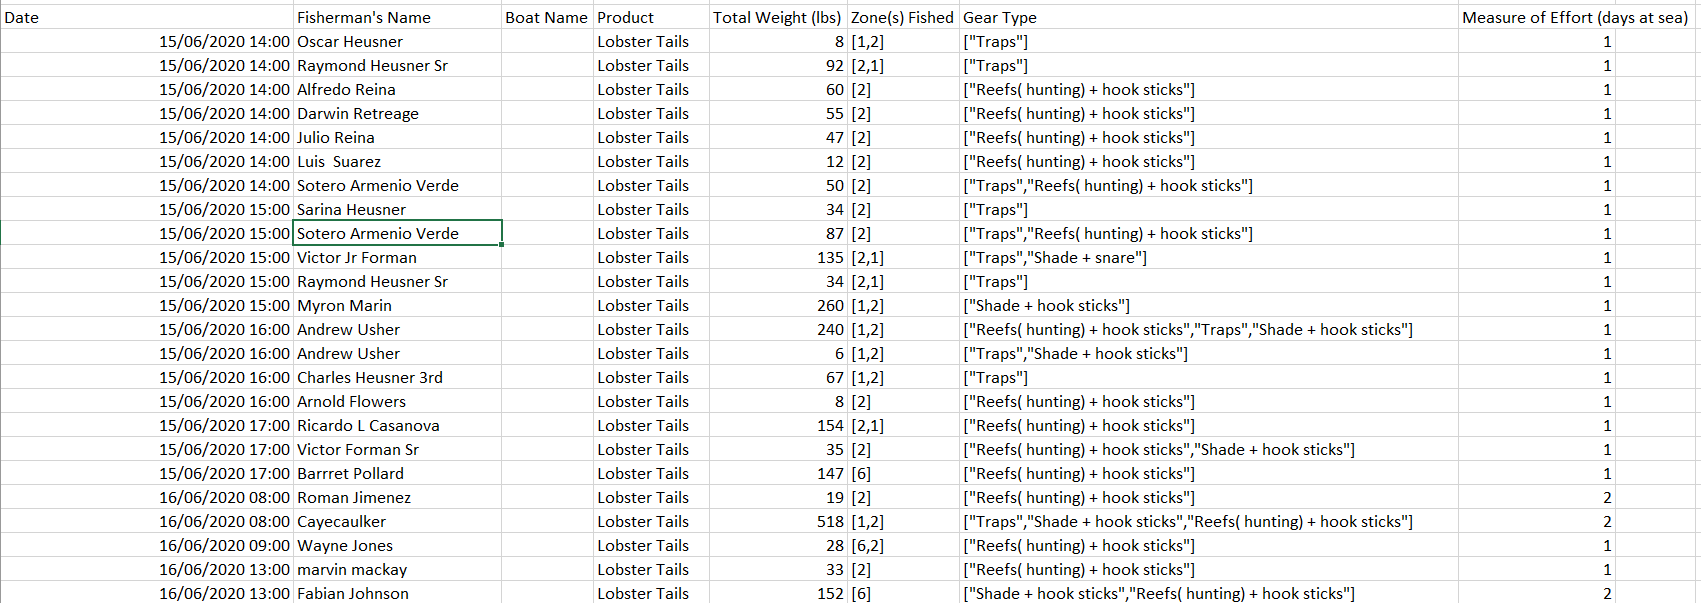 Date Fisherman's Name Boat Name Product Total Weight (lbs) Zone(s) Fished Gear Type Measure of Effort (days at sea)
15/06/2020 14:00 Oscar Heusner Lobster Tails 8 [1,2] ["Traps"] 1
15/06/2020 14:00 Raymond Heusner Sr Lobster Tails 92 [2,1] ["Traps"] 1
15/06/2020 14:00 Alfredo Reina Lobster Tails 60 [2] ["Reefs( hunting) + hook sticks"] 1
15/06/2020 14:00 Darwin Retreage Lobster Tails 55 [2] ["Reefs( hunting) + hook sticks"] 1
15/06/2020 14:00 Julio Reina Lobster Tails 47 [2] ["Reefs( hunting) + hook sticks"] 1
15/06/2020 14:00 Luis  Suarez Lobster Tails 12 [2] ["Reefs( hunting) + hook sticks"] 1
15/06/2020 14:00 Sotero Armenio Verde Lobster Tails 50 [2] ["Traps","Reefs( hunting) + hook sticks"] 1
15/06/2020 15:00 Sarina Heusner Lobster Tails 34 [2] ["Traps"] 1
15/06/2020 15:00 Sotero Armenio Verde Lobster Tails 87 [2] ["Traps","Reefs( hunting) + hook sticks"] 1
15/06/2020 15:00 Victor Jr Forman Lobster Tails 135 [2,1] ["Traps","Shade + snare"] 1
15/06/2020 15:00 Raymond Heusner Sr Lobster Tails 34 [2,1] ["Traps"] 1
15/06/2020 15:00 Myron Marin Lobster Tails 260 [1,2] ["Shade + hook sticks"] 1
15/06/2020 16:00 Andrew Usher Lobster Tails 240 [1,2] ["Reefs( hunting) + hook sticks","Traps","Shade + hook sticks"] 1
15/06/2020 16:00 Andrew Usher Lobster Tails 6 [1,2] ["Traps","Shade + hook sticks"] 1
15/06/2020 16:00 Charles Heusner 3rd Lobster Tails 67 [1,2] ["Traps"] 1
15/06/2020 16:00 Arnold Flowers Lobster Tails 8 [2] ["Reefs( hunting) + hook sticks"] 1
15/06/2020 17:00 Ricardo L Casanova Lobster Tails 154 [2,1] ["Reefs( hunting) + hook sticks"] 1
15/06/2020 17:00 Victor Forman Sr Lobster Tails 35 [2] ["Reefs( hunting) + hook sticks","Shade + hook sticks"] 1
15/06/2020 17:00 Barrret Pollard Lobster Tails 147 [6] ["Reefs( hunting) + hook sticks"] 1
16/06/2020 08:00 Roman Jimenez Lobster Tails 19 [2] ["Reefs( hunting) + hook sticks"] 2
16/06/2020 08:00 Cayecaulker Lobster Tails 518 [1,2] ["Traps","Shade + hook sticks","Reefs( hunting) + hook sticks"] 2
16/06/2020 09:00 Wayne Jones Lobster Tails 28 [6,2] ["Reefs( hunting) + hook sticks"] 1
16/06/2020 13:00 marvin mackay Lobster Tails 33 [2] ["Reefs( hunting) + hook sticks"] 1
16/06/2020 13:00 Fabian Johnson Lobster Tails 152 [6] ["Shade + hook sticks","Reefs( hunting) + hook sticks"] 2